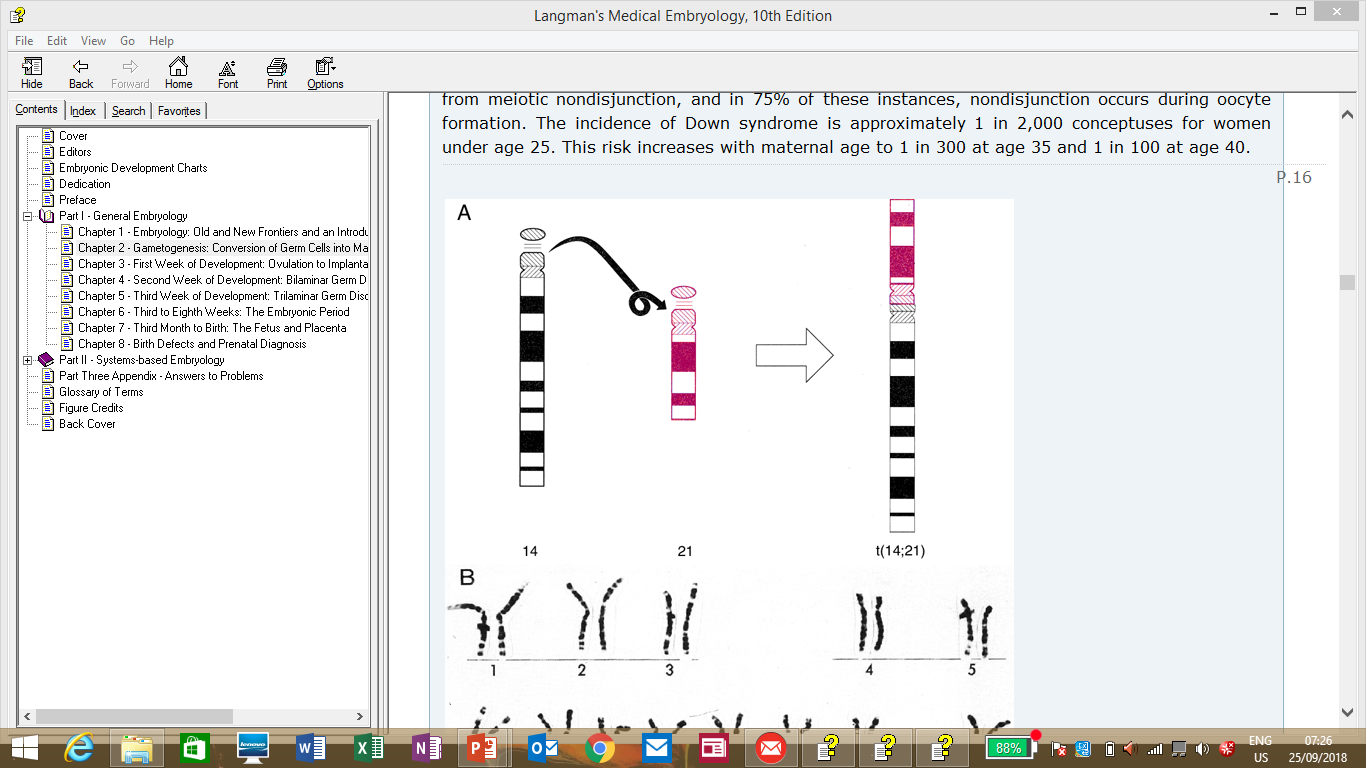 Langman's Medical Embryology, 10th Edition
File Edit View Go Help
Hide Back Forward Home Font Print Options
Contents Index Search Favorites
Cover
Editors
Embryonic Development Charts
Dedication
Preface
Part I - General Embryology
Chapter 1 - Embryology: Old and New Frontiers and an Introdu
Chapter 2 - Gametogenesis: Conversion of Germ Cells into Ma
Chapter 3 - First Week of Development: Ovulation to Implanta
Chapter 4 - Second Week of Development: Bilaminar Germ D
Chapter 5 - Third Week of Development: Trilaminar Germ Disc
Chapter 6 - Third to Eighth Weeks: The Embryonic Period
Chapter 7 - Third Month to Birth: The Fetus and Placenta
Chapter 8 - Birth Defects and Prenatal Diagnosis
Part II - Systems-based Embryology
Part Three Appendix - Answers to Problems
Glossary of Terms
Figure Credits
Back Cover
from meiotic nondisjunction, and in 75% of these instances, nondisjunction occurs during oocyte
formation. The incidence of Down syndrome is approximately 1 in 2,000 conceptuses for women
under age 25. This risk increases with maternal age to 1 in 300 at age 35 and 1 in 100 at age 40.
P.16
A
14 21 t(14;21)
B
1 2 3 4 5
lenovo
88%
ENG
US
07:26
25/09/2018